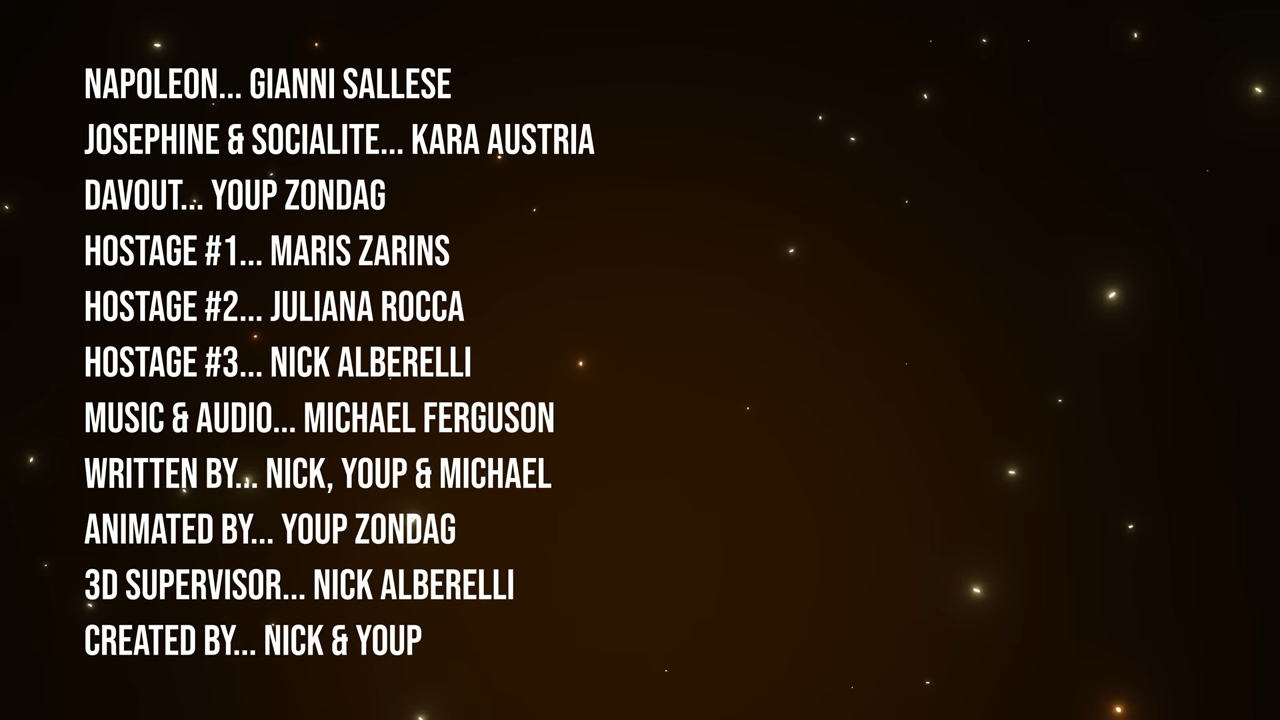 NAPOLEON... GIANNI SALLESE
JOSEPHINE & SOCIALITE... KARA AUSTRIA
DAVOUT... YOUP ZONDAG
HOSTAGE #1... MARIS ZARINS
HOSTAGE #2... JULIANA ROCCA
HOSTAGE #3... NICK ALBERELLI
MUSIC & AUDIO... MICHAEL FERGUSON
WRITTEN BY... NICK, YOUP & MICHAEL
ANIMATED BY... YOUP ZONDAG
3D SUPERVISOR... NICK ALBERELLI
CREATED BY... NICK & YOUP